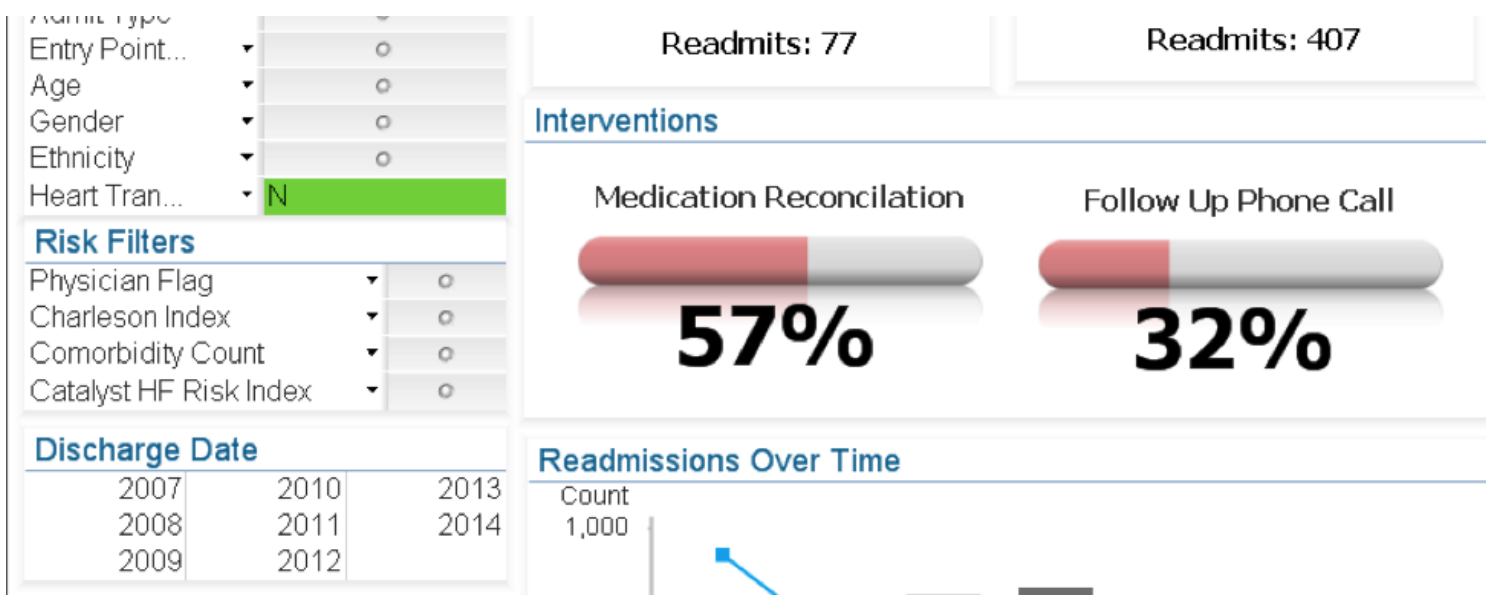 Admit Type
Entry Point...
Age
Gender
Ethnicity
Heart Tran... N
Risk Filters
Physician Flag
Charleson Index
Comorbidity Count
Catalyst HF Risk Index
Discharge Date
2007 2010 2013
2008 2011 2014
2009 2012
Readmits: 77
Readmits: 407
Interventions
Medication Reconcilation
57%
Follow Up Phone Call
32%
Readmissions Over Time
Count
1,000